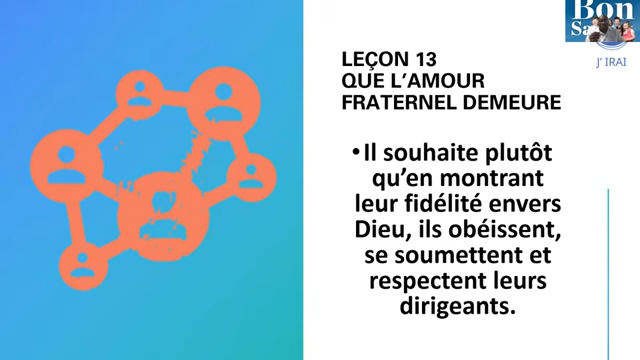 Bon
J' IRAI
LEÇON 13
QUE L'AMOUR
FRATERNEL DEMEURE
•Il souhaite plutôt
qu'en montrant
leur fidélité envers
Dieu, ils obéissent,
se soumettent et
respectent leurs
dirigeants.